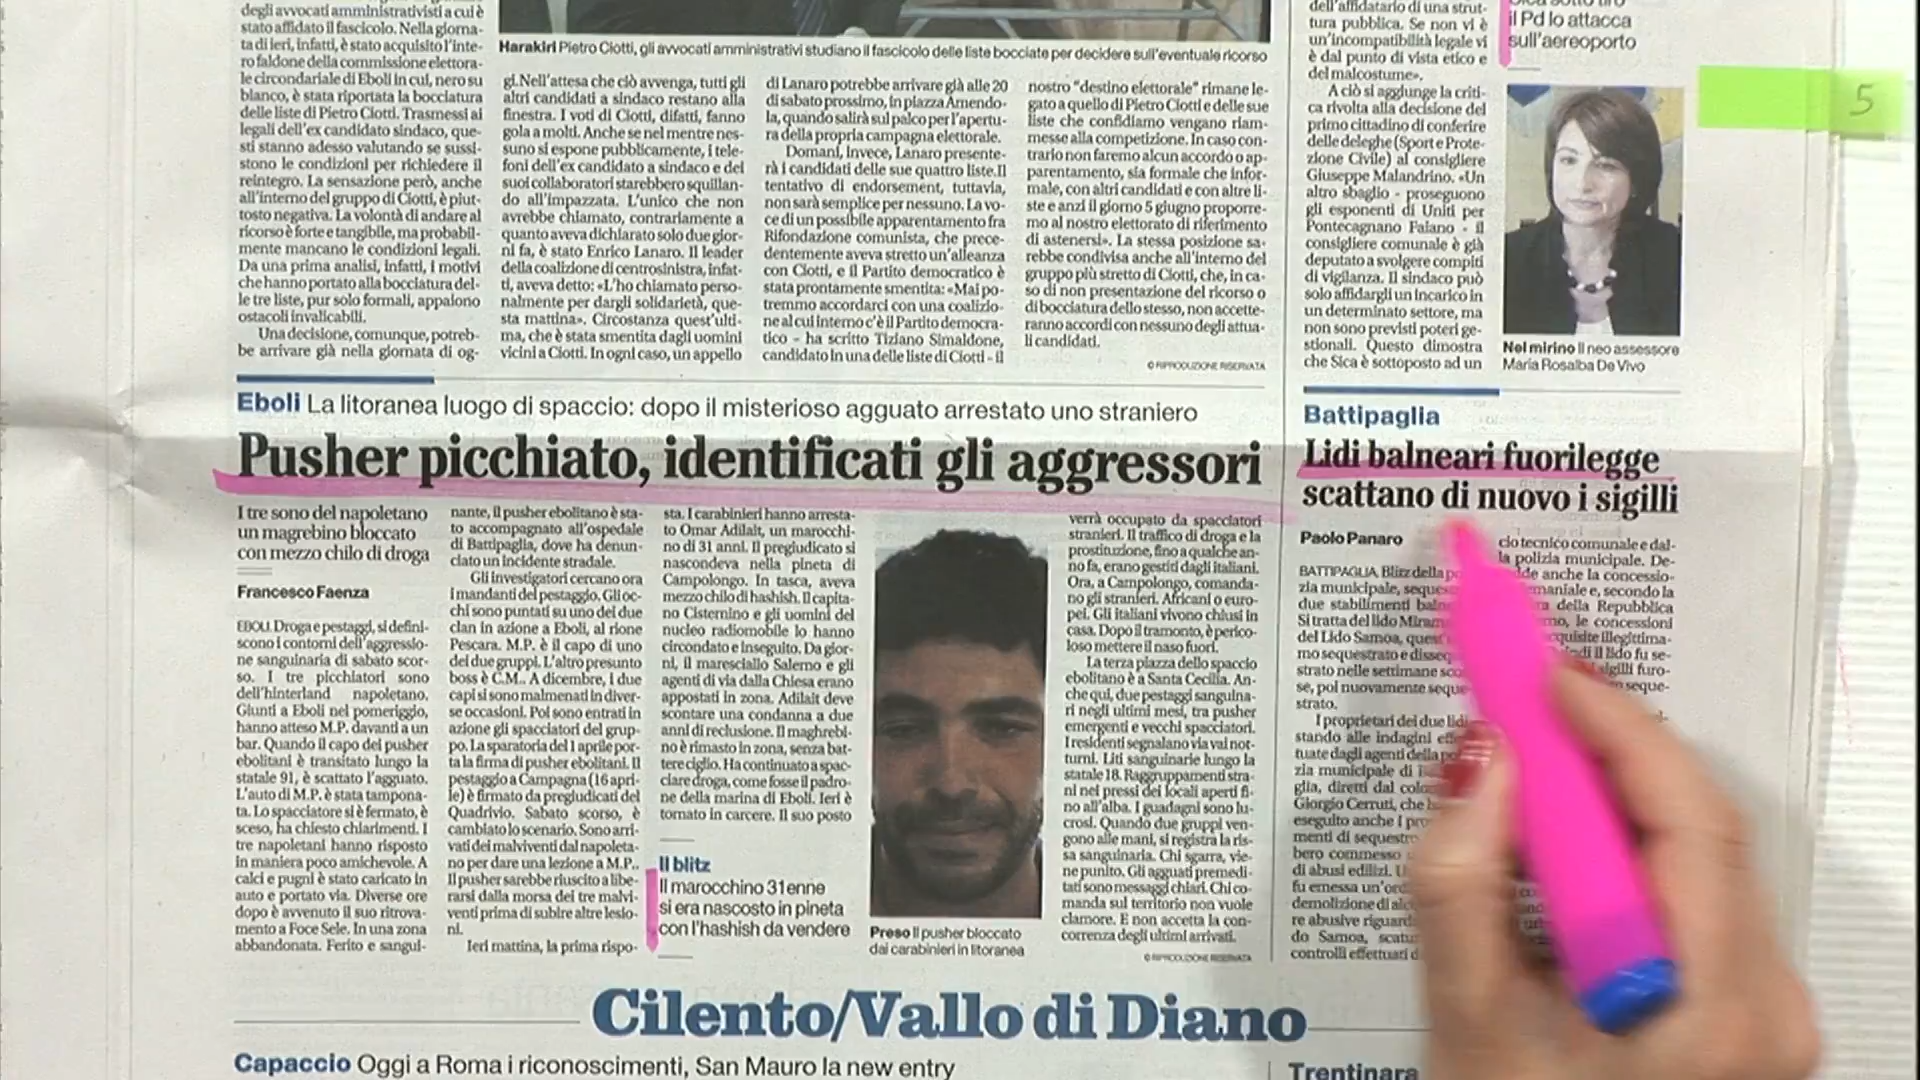 degli avvocati amministrativisti a cui è
stato affidato il fascicolo. Nella giorna-
ta di ieri, infatti, è stato acquisito l'inte-
ro faldone della commissione elettora-
le circondariale di Eboli in cui, nero su
blanco, è stata riportata la bocciatura
delle liste di Pietro Ciotti. Trasmessi ai
legali dell'ex candidato sindaco, que-
sti stanno adesso valutando se sussi-
stono le condizioni per richiedere il
reintegro. La sensazione però, anche
all'interno del gruppo di Ciotti, è piut-
tosto negativa. La volontà di andare al
ricorso è forte e tangibile, ma probabil-
mente mancano le condizioni legali.
Da una prima analisi, infatti, i motivi
che hanno portato alla bocciatura del-
le tre liste, pur solo formali, appaiono
ostacoli invalicabili.
Una decisione, comunque, potreb-
be arrivare già nella giornata di og-
Harakiri Pietro Ciotti, gli avvocati amministrativi studiano il fascicolo delle liste bocciate per decidere sull'eventuale ricorso
gi. Nell'attesa che ciò avvenga, tutti gli
altri candidati a sindaco restano alla
finestra. I voti di Ciotti, difatti, fanno
gola a molti. Anche se nel mentre nes-
suno si espone pubblicamente, i tele-
foni dell'ex candidato a sindaco e dei
suoi collaboratori starebbero squillan-
do all'impazzata. L'unico che non
avrebbe chiamato, contrariamente a
quanto aveva dichiarato solo due gior-
ni fa, è stato Enrico Lanaro. Il leader
della coalizione di centrosinistra, infat-
ti, aveva detto: «L'ho chiamato perso-
nalmente per dargli solidarietà, que-
sta mattina». Circostanza quest'ulti-
ma, che è stata smentita dagli uomini
vicini a Ciotti. In ogni caso, un appello
di Lanaro potrebbe arrivare già alle 20
di sabato prossimo, in piazza Amendo-
la, quando salirà sul palco per l'apertu-
ra della propria campagna elettorale.
Domani, invece, Lanaro presente-
rà i candidati delle sue quattro liste. Il
tentativo di endorsement, tuttavia,
non sarà semplice per nessuno. La vo-
ce di un possibile apparentamento fra
Rifondazione comunista, che prece-
dentemente aveva stretto un'alleanza
con Ciotti, e il Partito democratico è
stata prontamente smentita: «Mai po-
tremmo accordarci con una coalizio-
ne al cui interno c'è il Partito democra-
tico - ha scritto Tiziano Simaldone,
candidato in una delle liste di Ciotti - il
nostro "destino elettorale" rimane le-
gato a quello di Pietro Ciotti e delle sue
liste che confidiamo vengano riam-
messe alla competizione. In caso con-
trario non faremo alcun accordo o ap-
parentamento, sia formale che infor-
male, con altri candidati e con altre li-
ste e anzi il giorno 5 giugno proporre-
mo al nostro elettorato di riferimento
di astenersi». La stessa posizione sa-
rebbe condivisa anche all'interno del
gruppo più stretto di Ciotti, che, in ca-
so di non presentazione del ricorso o
di bocciatura dello stesso, non accette-
ranno accordi con nessuno degli attua-
li candidati.
© RIPRODUZIONE RISERVATA
dell'affidatario di una strut-
tura pubblica. Se non vi è
un'incompatibilità legale vi
è dal punto di vista etico e
del malcostume».
A ciò si aggiunge la criti-
ca rivolta alla decisione del
primo cittadino di conferire
delle deleghe (Sport e Prote-
zione Civile) al consigliere
Giuseppe Malandrino. «Un
altro sbaglio - proseguono
gli esponenti di Uniti per
Pontecagnano Faiano - il
consigliere comunale è già
deputato a svolgere compiti
di vigilanza. Il sindaco può
solo affidargli un incarico in
un determinato settore, ma
non sono previsti poteri ge-
stionali. Questo dimostra
che Sica è sottoposto ad un
il Pd lo attacca
sull'aereoporto
5
Nel mirino Il neo assessore
Maria Rosalba De Vivo
Eboli La litoranea luogo di spaccio: dopo il misterioso agguato arrestato uno straniero
Pusher picchiato, identificati gli aggressori
I tre sono del napoletano
un magrebino bloccato
con mezzo chilo di droga
Francesco Faenza
EBOLI. Droga e pestaggi, si defini-
scono i contorni dell'aggressio-
ne sanguinaria di sabato scor-
so. I tre picchiatori sono
dell'hinterland napoletano.
Giunti a Eboli nel pomeriggio,
hanno atteso M.P. davanti a un
bar. Quando il capo dei pusher
ebolitani è transitato lungo la
statale 91, è scattato l'agguato.
L'auto di M.P. è stata tampona-
ta. Lo spacciatore si è fermato, è
sceso, ha chiesto chiarimenti. I
tre napoletani hanno risposto
in maniera poco amichevole. A
calci e pugni è stato caricato in
auto e portato via. Diverse ore
dopo è avvenuto il suo ritrova-
mento a Foce Sele. In una zona
abbandonata. Ferito e sangui-
nante, il pusher ebolitano è sta-
to accompagnato all'ospedale
di Battipaglia, dove ha denun-
ciato un incidente stradale.
Gli investigatori cercano ora
i mandanti del pestaggio. Gli oc-
chi sono puntati su uno dei due
clan in azione a Eboli, al rione
Pescara. M.P. è il capo di uno
dei due gruppi. L'altro presunto
boss è C.M.. A dicembre, i due
capi si sono malmenati in diver-
se occasioni. Poi sono entrati in
azione gli spacciatori del grup-
po. La sparatoria del 1 aprile por-
ta la firma di pusher ebolitani. Il
pestaggio a Campagna (16 apri-
le) è firmato da pregiudicati del
Quadrivio. Sabato scorso, è
cambiato lo scenario. Sono arri-
vati dei malviventi dal napoleta-
no per dare una lezione a M.P..
Il pusher sarebbe riuscito a libe-
rarsi dalla morsa dei tre malvi-
venti prima di subire altre lesio-
ni.
Ieri mattina, la prima rispo-
sta. I carabinieri hanno arresta-
to Omar Adilait, un marocchi-
no di 31 anni. Il pregiudicato si
nascondeva nella pineta di
Campolongo. In tasca, aveva
mezzo chilo di hashish. Il capita-
no Cisternino e gli uomini del
nucleo radiomobile lo hanno
circondato e inseguito. Da gior-
ni, il maresciallo Salerno e gli
agenti di via dalla Chiesa erano
appostati in zona. Adilait deve
scontare una condanna a due
anni di reclusione. Il maghrebi-
no è rimasto in zona, senza bat-
tere ciglio. Ha continuato a spac-
ciare droga, come fosse il padro-
ne della marina di Eboli. Ieri è
tornato in carcere. Il suo posto
Il blitz
Il marocchino 31enne
si era nascosto in pineta
con l'hashish da vendere
Preso Il pusher bloccato
dai carabinieri in litoranea
verrà occupato da spacciatori
stranieri. Il traffico di droga e la
prostituzione, fino a qualche an-
no fa, erano gestiti dagli italiani.
Ora, a Campolongo, comanda-
no gli stranieri. Africani o euro-
pei. Gli italiani vivono chiusi in
casa. Dopo il tramonto, è perico-
loso mettere il naso fuori.
La terza piazza dello spaccio
ebolitano è a Santa Cecilia. An-
che qui, due pestaggi sanguina-
ri negli ultimi mesi, tra pusher
emergenti e vecchi spacciatori.
I residenti segnalano via vai not-
turni. Liti sanguinarie lungo la
statale 18. Raggruppamenti stra-
ni nei pressi dei locali aperti fi-
no all'alba. I guadagni sono lu-
crosi. Quando due gruppi ven-
gono alle mani, si registra la ris-
sa sanguinaria. Chi sgarra, vie-
ne punito. Gli agguati premedi-
tati sono messaggi chiari. Chi co-
manda sul territorio non vuole
clamore. E non accetta la con-
correnza degli ultimi arrivati.
© RIPRODUZIONE RISERVATA
Battipaglia
Lidi balneari fuorilegge
scattano di nuovo i sigilli
Paolo Panaro
BATTIPAGLIA. Blitz della po
zia municipale, seques
due stabilimenti baln
Si tratta del lido Miram
del Lido Samoa, quest
mo sequestrato e disseq
strato nelle settimane sco
se, poi nuovamente seque
strato.
I proprietari dei due lidi
stando alle indagini effe
tuate dagli agenti della po
zia municipale di B
glia, diretti dal colo
Giorgio Cerruti, che
eseguito anche i pro
menti di sequestro
bero commesso
di abusi edilizi. U
fu emessa un'ord
demolizione di alc
re abusive riguard
do Samoa, scatu
controlli effettuati d
cio tecnico comunale e dal-
la polizia municipale. De-
de anche la concessio-
maniale e, secondo la
ra della Repubblica
no, le concessioni
cquisite illegittima-
indi il lido fu se-
sigilli furo-
seque-
Cilento/Vallo di Diano
Capaccio Oggi a Roma i riconoscimenti, San Mauro la new entry
Trentinara